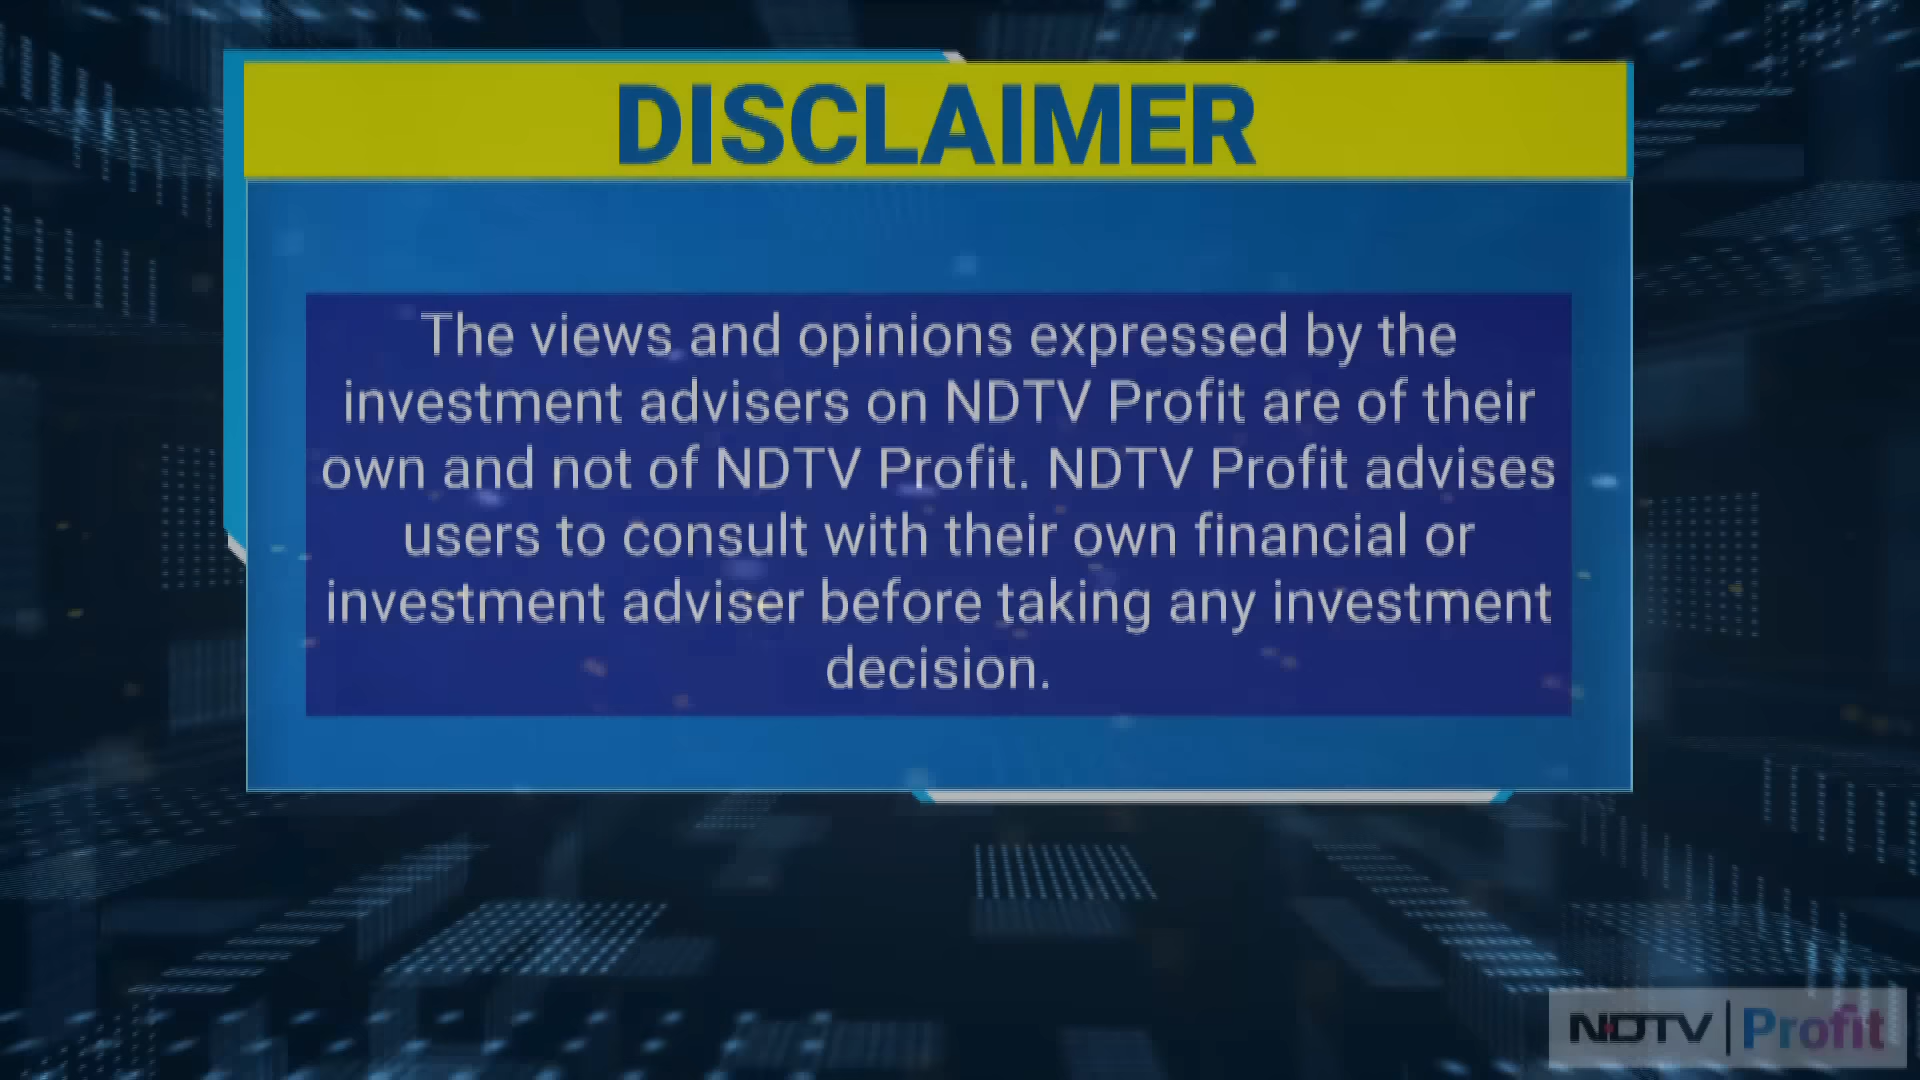 DISCLAIMER
The views and opinions expressed by the
investment advisers on NDTV Profit are of their
own and not of NDTV Profit. NDTV Profit advises
users to consult with their own financial or
investment adviser before taking any investment
decision.
NDTV Profit